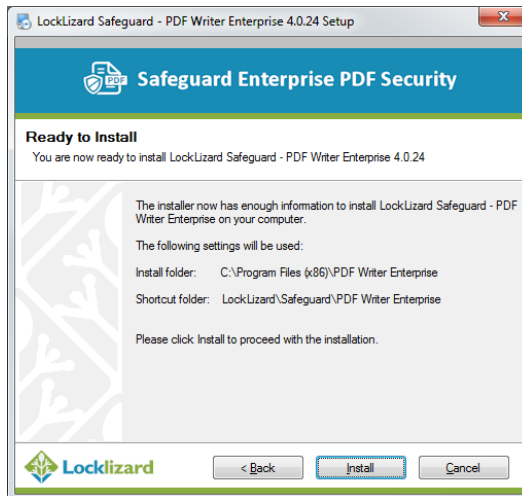 LockLizard Safeguard - PDF Writer Enterprise 4.0.24 Setup
PDF
Safeguard Enterprise PDF Security
Ready to Install
You are now ready to install LockLizard Safeguard - PDF Writer Enterprise 4.0.24
The installer now has enough information to install LockLizard Safeguard - PDF
Writer Enterprise on your computer.
The following settings will be used:
Install folder: C:\Program Files (x86)\PDF Writer Enterprise
Shortcut folder: LockLizard\Safeguard\PDF Writer Enterprise
Please click Install to proceed with the installation.
Locklizard
< Back
Install
Cancel